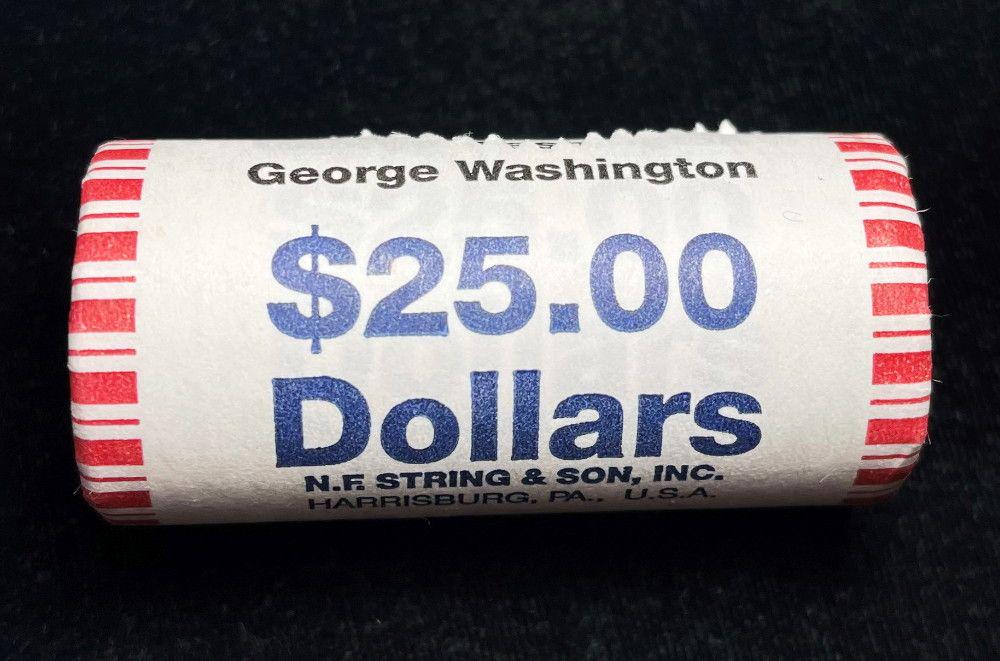 George Washington
$25.00
Dollars
N.F. STRING & SON, INC.
HARRISBURG, PA., U.S.A.